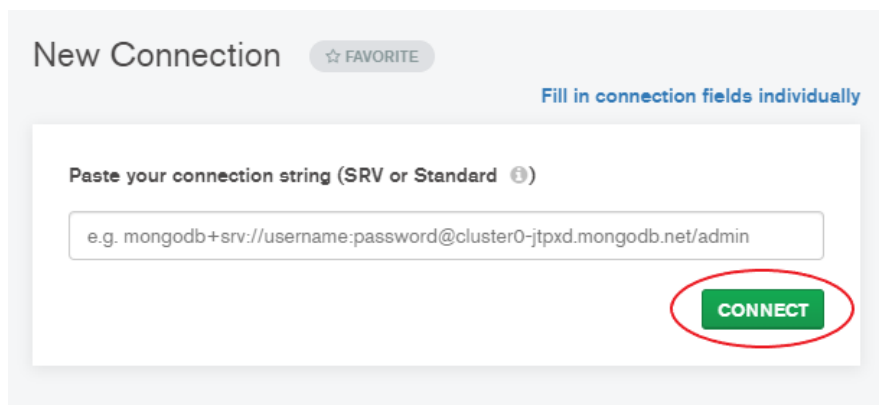 New Connection ☆ FAVORITE
Fill in connection fields individually
Paste your connection string (SRV or Standard ⓘ)
e.g. mongodb+srv://username:password@cluster0-jtpxd.mongodb.net/admin
CONNECT